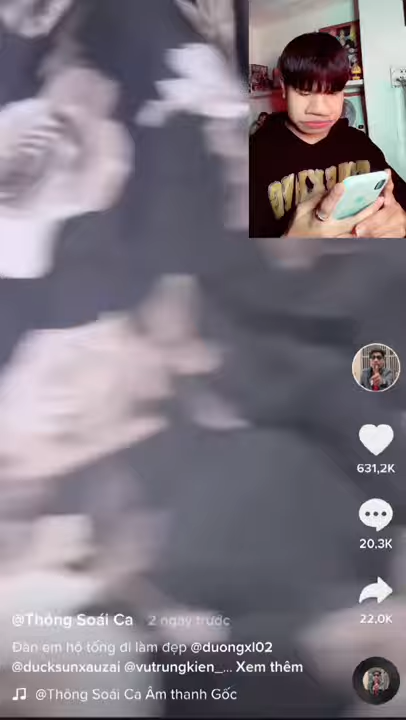 631,2K
20.3K
22,0K
@Thông Soái Ca 2 ngày trước
Đàn em hộ tống đi làm đẹp @duongxl02
@ducksunxauzai @vutrungkien_... Xem thêm
@Thông Soái Ca Âm thanh Gốc